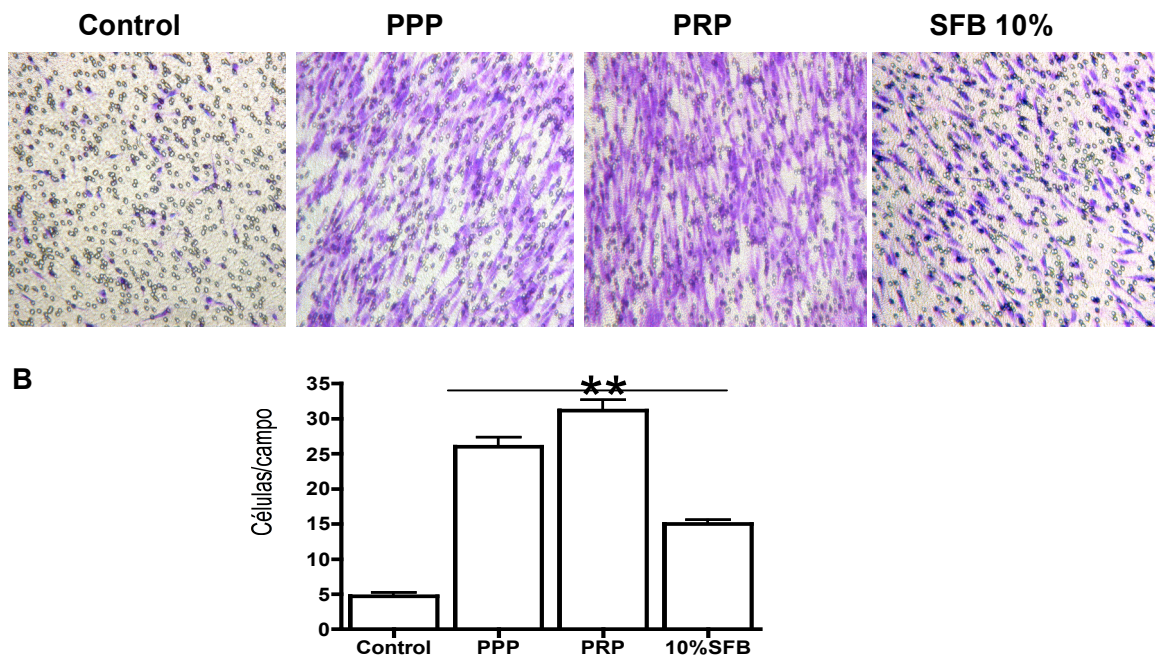 Control PPP PRP SFB 10%
B
**
35
30
25
20
15
10
5
0
Células/campo
Control PPP PRP 10%SFB